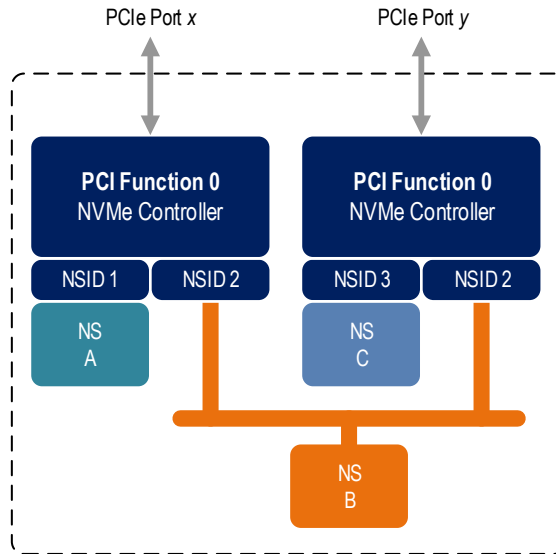 PCIe Port x
PCIe Port y
PCI Function 0
NVMe Controller
PCI Function 0
NVMe Controller
NSID 1
NSID 2
NSID 3
NSID 2
NS
A
NS
C
NS
B